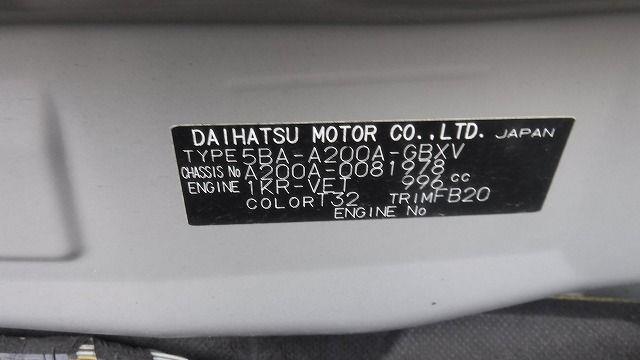 DAIHATSU MOTOR CO.,LTD. JAPAN
TYPE 5BA-A200A-GBXV
CHASSIS No A200A-0081978
ENGINE 1KR-VET 996 cc
COLOR T32 TRIM FB20
ENGINE No